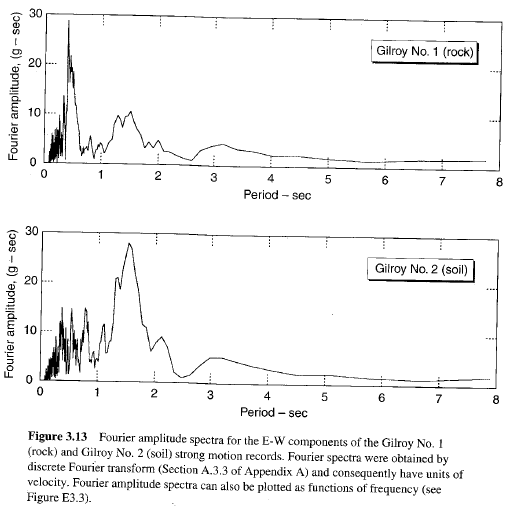 30
20
10
0
Fourier amplitude, (g – sec)
Gilroy No. 1 (rock)
0 1 2 3 4 5 6 7 8
Period – sec
30
20
10
0
Fourier amplitude, (g – sec)
Gilroy No. 2 (soil)
0 1 2 3 4 5 6 7 8
Period – sec
Figure 3.13 Fourier amplitude spectra for the E-W components of the Gilroy No. 1
(rock) and Gilroy No. 2 (soil) strong motion records. Fourier spectra were obtained by
discrete Fourier transform (Section A.3.3 of Appendix A) and consequently have units of
velocity. Fourier amplitude spectra can also be plotted as functions of frequency (see
Figure E3.3).